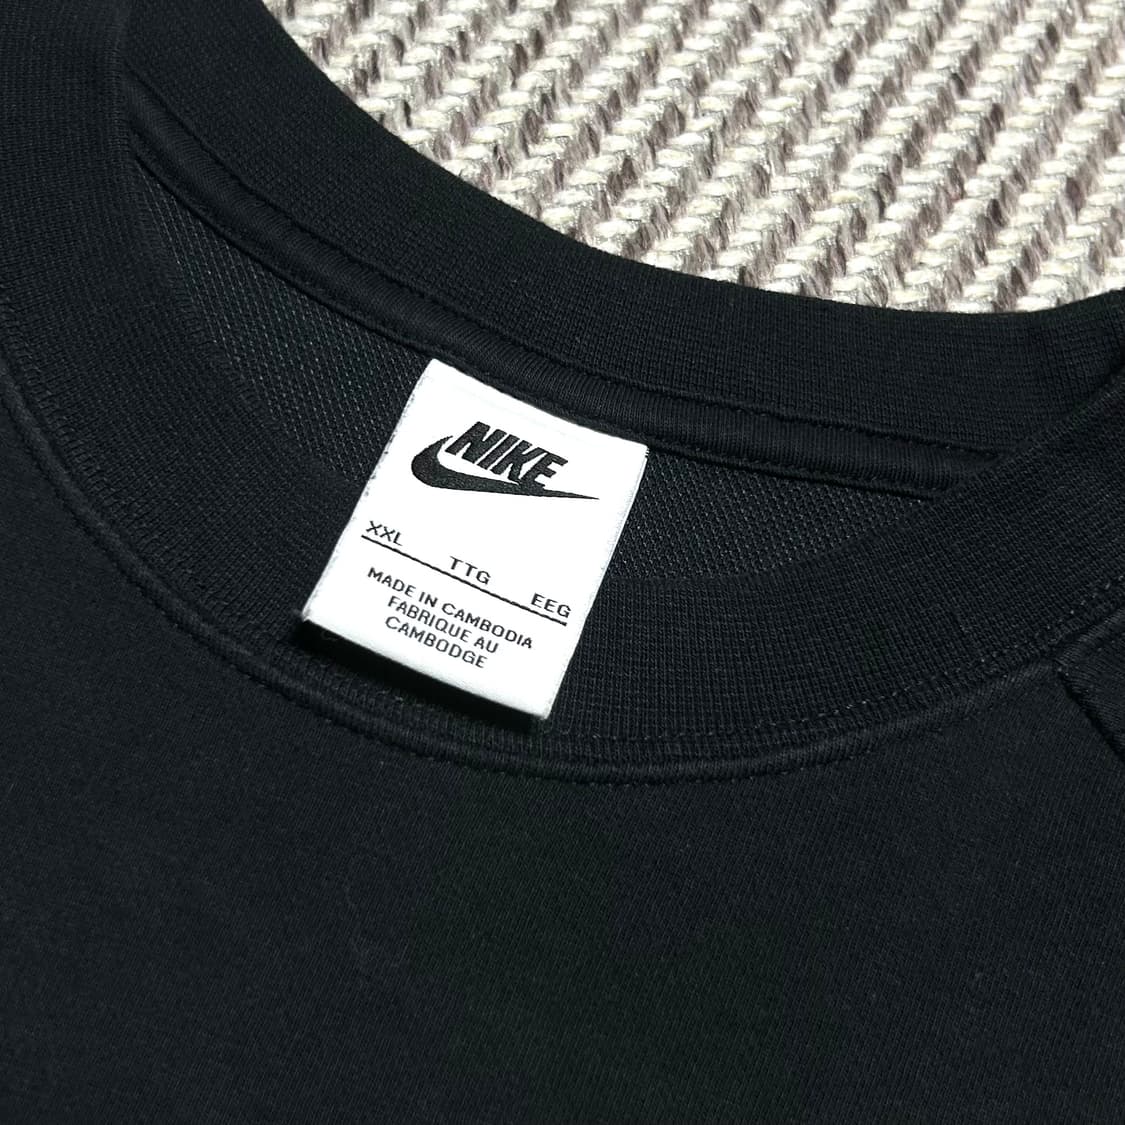 NIKE
XXL TTG EEG
MADE IN CAMBODIA
FABRIQUE AU
CAMBODGE